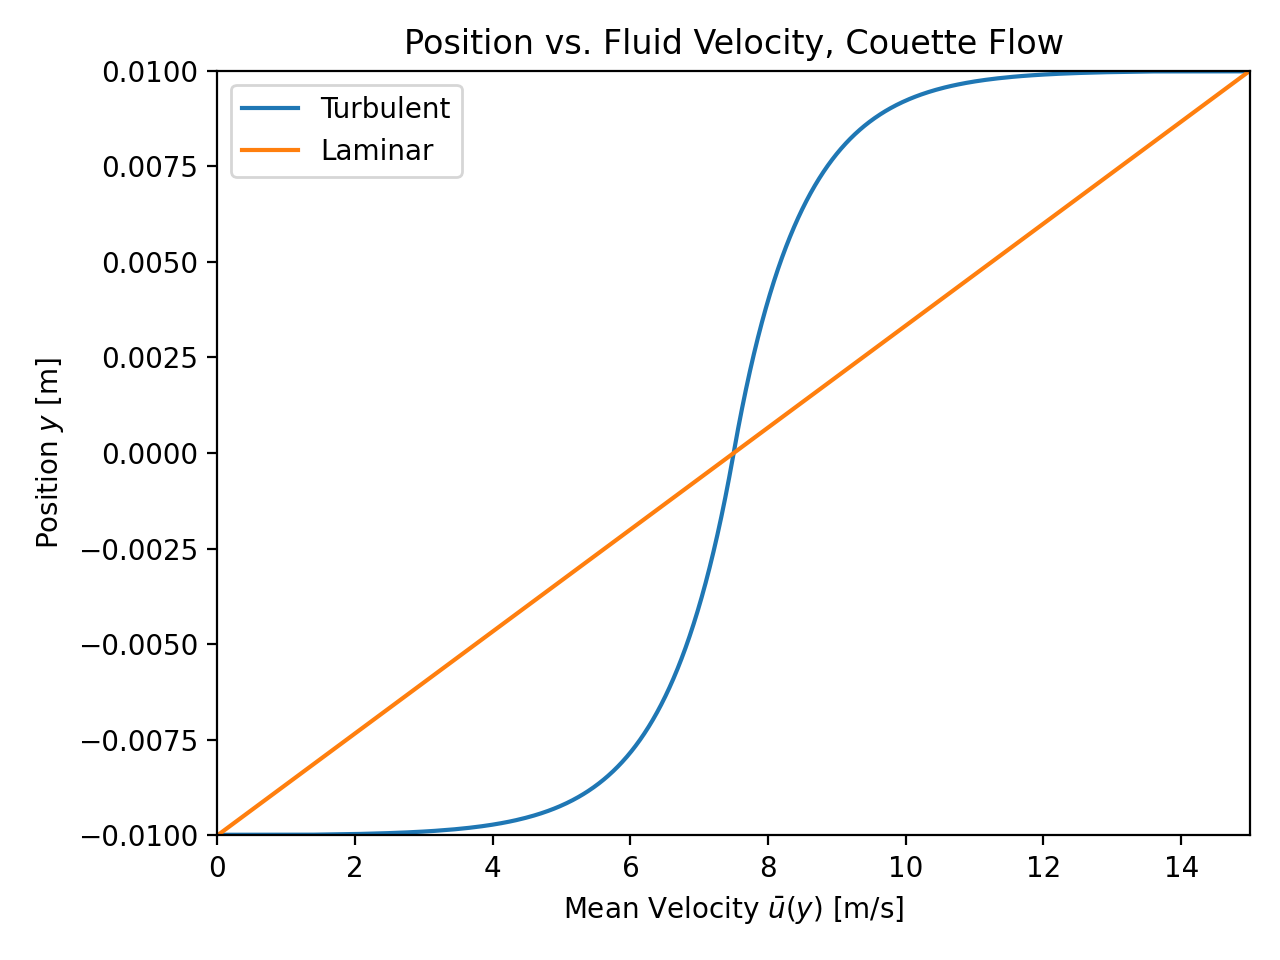 Position vs. Fluid Velocity, Couette Flow
Turbulent
Laminar
0.0100
0.0075
0.0050
0.0025
0.0000
−0.0025
−0.0050
−0.0075
−0.0100
Position y [m]
0 2 4 6 8 10 12 14
Mean Velocity ū(y) [m/s]